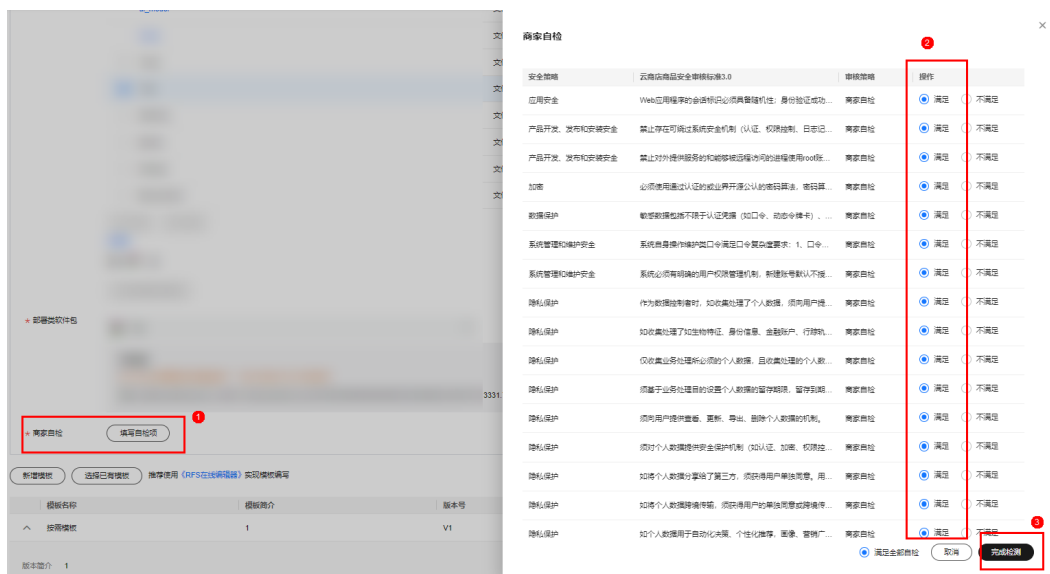 商家自检
2
安全策略 云商店商品安全审核标准3.0 审核策略 操作
应用安全 Web应用程序的会话标识必须具备随机性；身份验证成功... 商家自检 满足 不满足
产品开发、发布和安装安全 禁止存在可绕过系统安全机制（认证、权限控制、日志记... 商家自检 满足 不满足
产品开发、发布和安装安全 禁止对外提供服务的和能够被远程访问的进程使用root账... 商家自检 满足 不满足
加密 必须使用通过认证的或业界开源公认的密码算法、密码算... 商家自检 满足 不满足
数据保护 敏感数据包括不限于认证凭据（如口令、动态令牌卡）、... 商家自检 满足 不满足
系统管理和维护安全 系统自身操作维护类口令满足口令复杂度要求：1、口令... 商家自检 满足 不满足
系统管理和维护安全 系统必须有明确的用户权限管理机制，新建账号默认不授... 商家自检 满足 不满足
隐私保护 作为数据控制者时，如收集处理了个人数据，须向用户提... 商家自检 满足 不满足
隐私保护 如收集处理了如生物特征、身份信息、金融账户、行踪轨... 商家自检 满足 不满足
隐私保护 仅收集业务处理所必须的个人数据，且收集处理的个人数... 商家自检 满足 不满足
隐私保护 须基于业务处理目的设置个人数据的留存期限，留存到期... 商家自检 满足 不满足
隐私保护 须向用户提供查看、更新、导出、删除个人数据的机制。 商家自检 满足 不满足
隐私保护 须对个人数据提供安全保护机制（如认证、加密、权限控... 商家自检 满足 不满足
隐私保护 如将个人数据分享给了第三方，须获得用户单独同意。用... 商家自检 满足 不满足
隐私保护 如将个人数据跨境传输，须获得用户的单独同意或跨境传... 商家自检 满足 不满足
隐私保护 如个人数据用于自动化决策、个性化推荐、画像、营销广... 商家自检 满足 不满足
3
满足全部自检 取消 完成检测
* 部署类软件包
3331.
1
* 商家自检 填写自检项
新增模板 选择已有模板 推荐使用《RFS在线编辑器》实现模板编写
模板名称 模板简介 版本号
按需模板 1 V1
版本简介 1